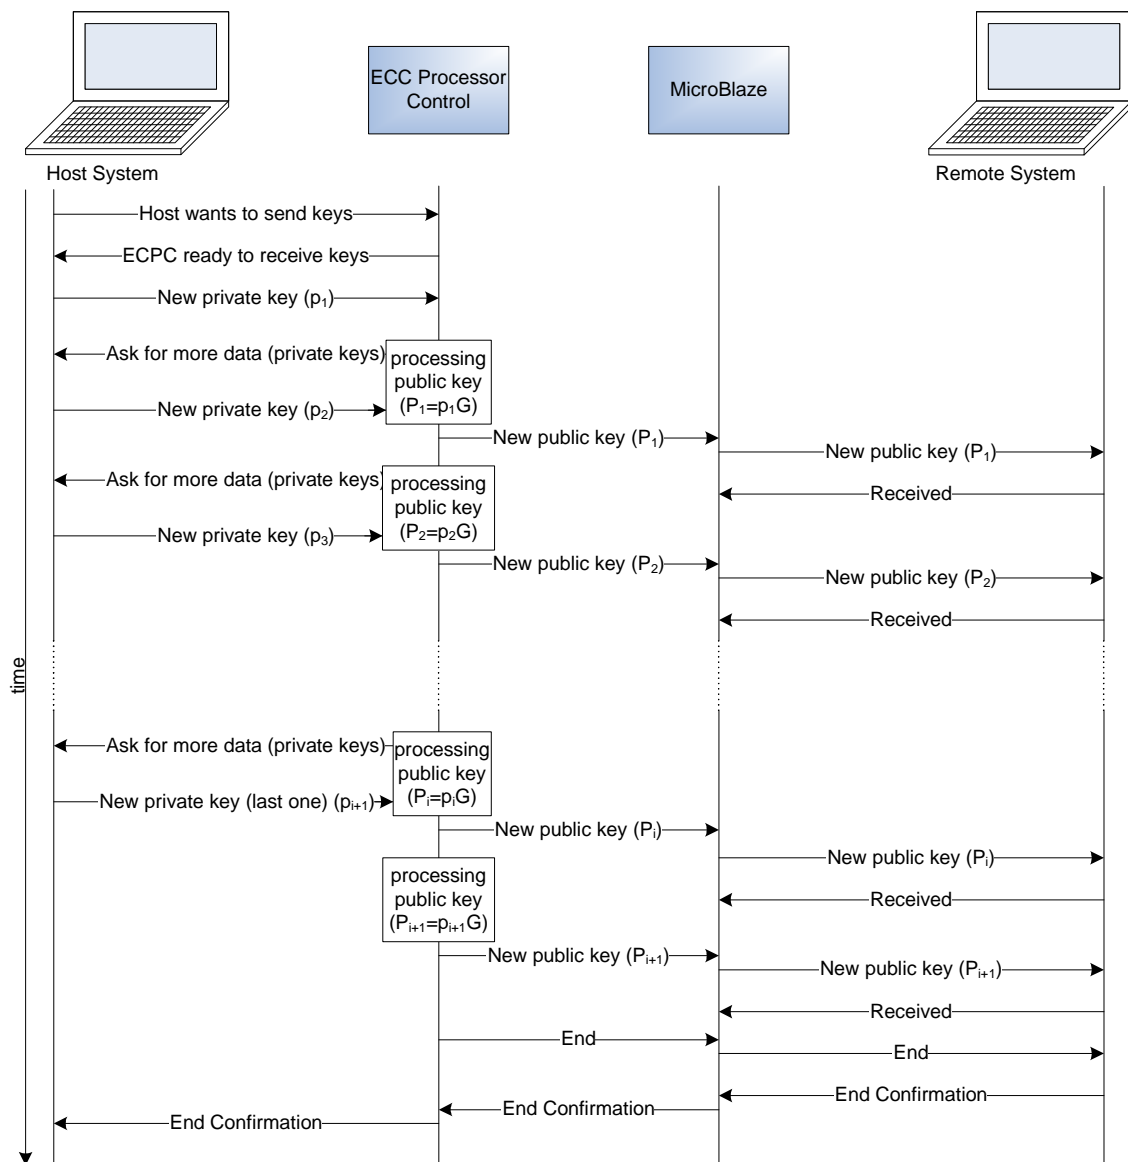 ECC Processor
Control
MicroBlaze
Host System
Remote System
Host wants to send keys
ECPC ready to receive keys
New private key (p₁)
Ask for more data (private keys)
processing
public key
(P₁=p₁G)
New private key (p₂)
New public key (P₁)
New public key (P₁)
Ask for more data (private keys)
processing
public key
(P₂=p₂G)
Received
New private key (p₃)
New public key (P₂)
New public key (P₂)
Received
time
Ask for more data (private keys)
processing
public key
(Pᵢ=pᵢG)
New private key (last one) (pᵢ₊₁)
New public key (Pᵢ)
New public key (Pᵢ)
processing
public key
(Pᵢ₊₁=pᵢ₊₁G)
Received
New public key (Pᵢ₊₁)
New public key (Pᵢ₊₁)
Received
End
End
End Confirmation
End Confirmation
End Confirmation